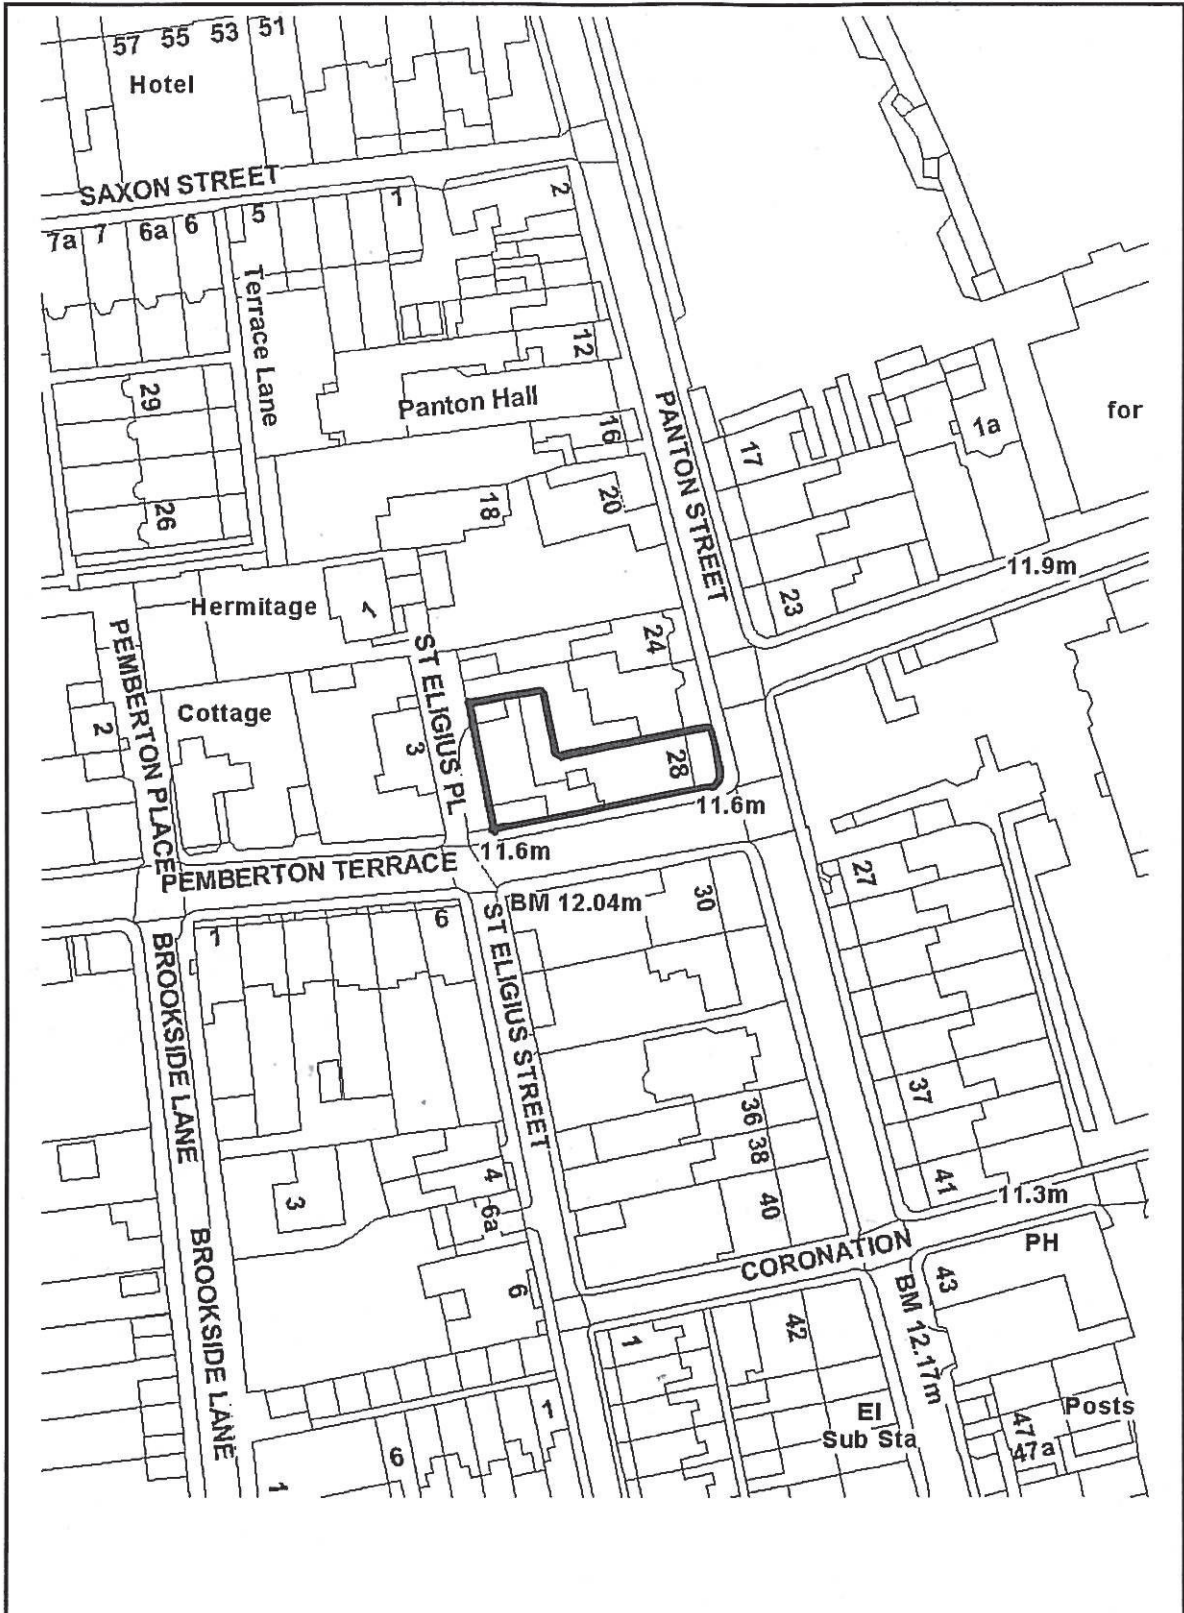 57 55 53 51
Hotel
SAXON STREET
7a 7 6a 6 5 1 2
Terrace Lane
12
29
Panton Hall
PANTON STREET
16
17
1a
for
26
18
20
11.9m
Hermitage
1
23
PEMBERTON PLACE
ST ELIGIUS PL
24
Cottage
2
3
28
11.6m
11.6m
PEMBERTON TERRACE
BM 12.04m
27
30
1
6
BROOKSIDE LANE
ST ELIGIUS STREET
37
36
38
40
41
3
4
6a
11.3m
CORONATION
PH
BROOKSIDE LANE
6
43
BM 12.17m
1
42
El
Sub Sta
Posts
47
47a
1
6
1